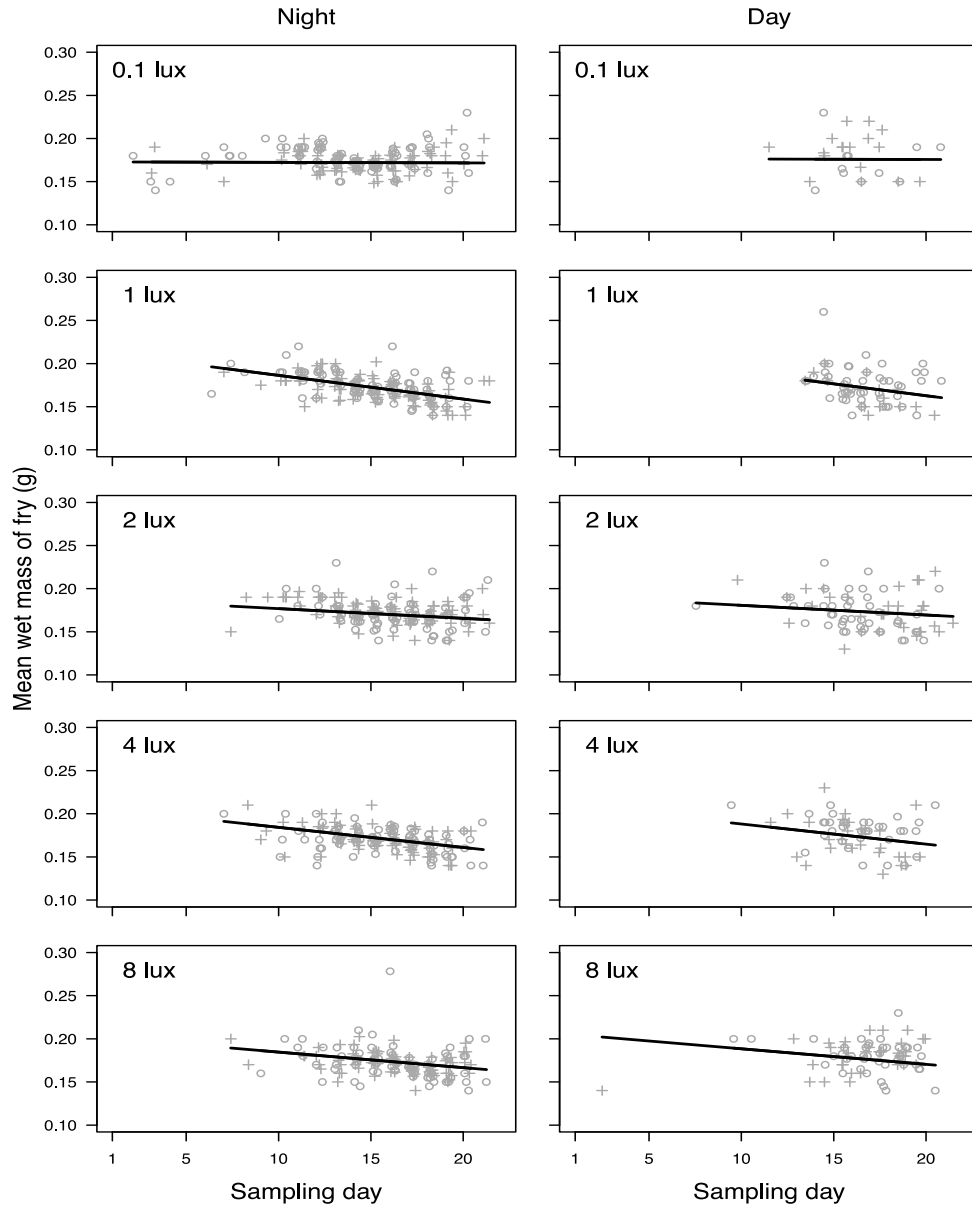 Night Day
0.30 0.1 lux 0.1 lux
0.25
0.20
0.15
0.10
0.30 1 lux 1 lux
0.25
0.20
0.15
0.10
0.30 2 lux 2 lux
0.25
0.20
0.15
0.10
0.30 4 lux 4 lux
0.25
0.20
0.15
0.10
0.30 8 lux 8 lux
0.25
0.20
0.15
0.10
Mean wet mass of fry (g)
1 5 10 15 20 1 5 10 15 20
Sampling day Sampling day